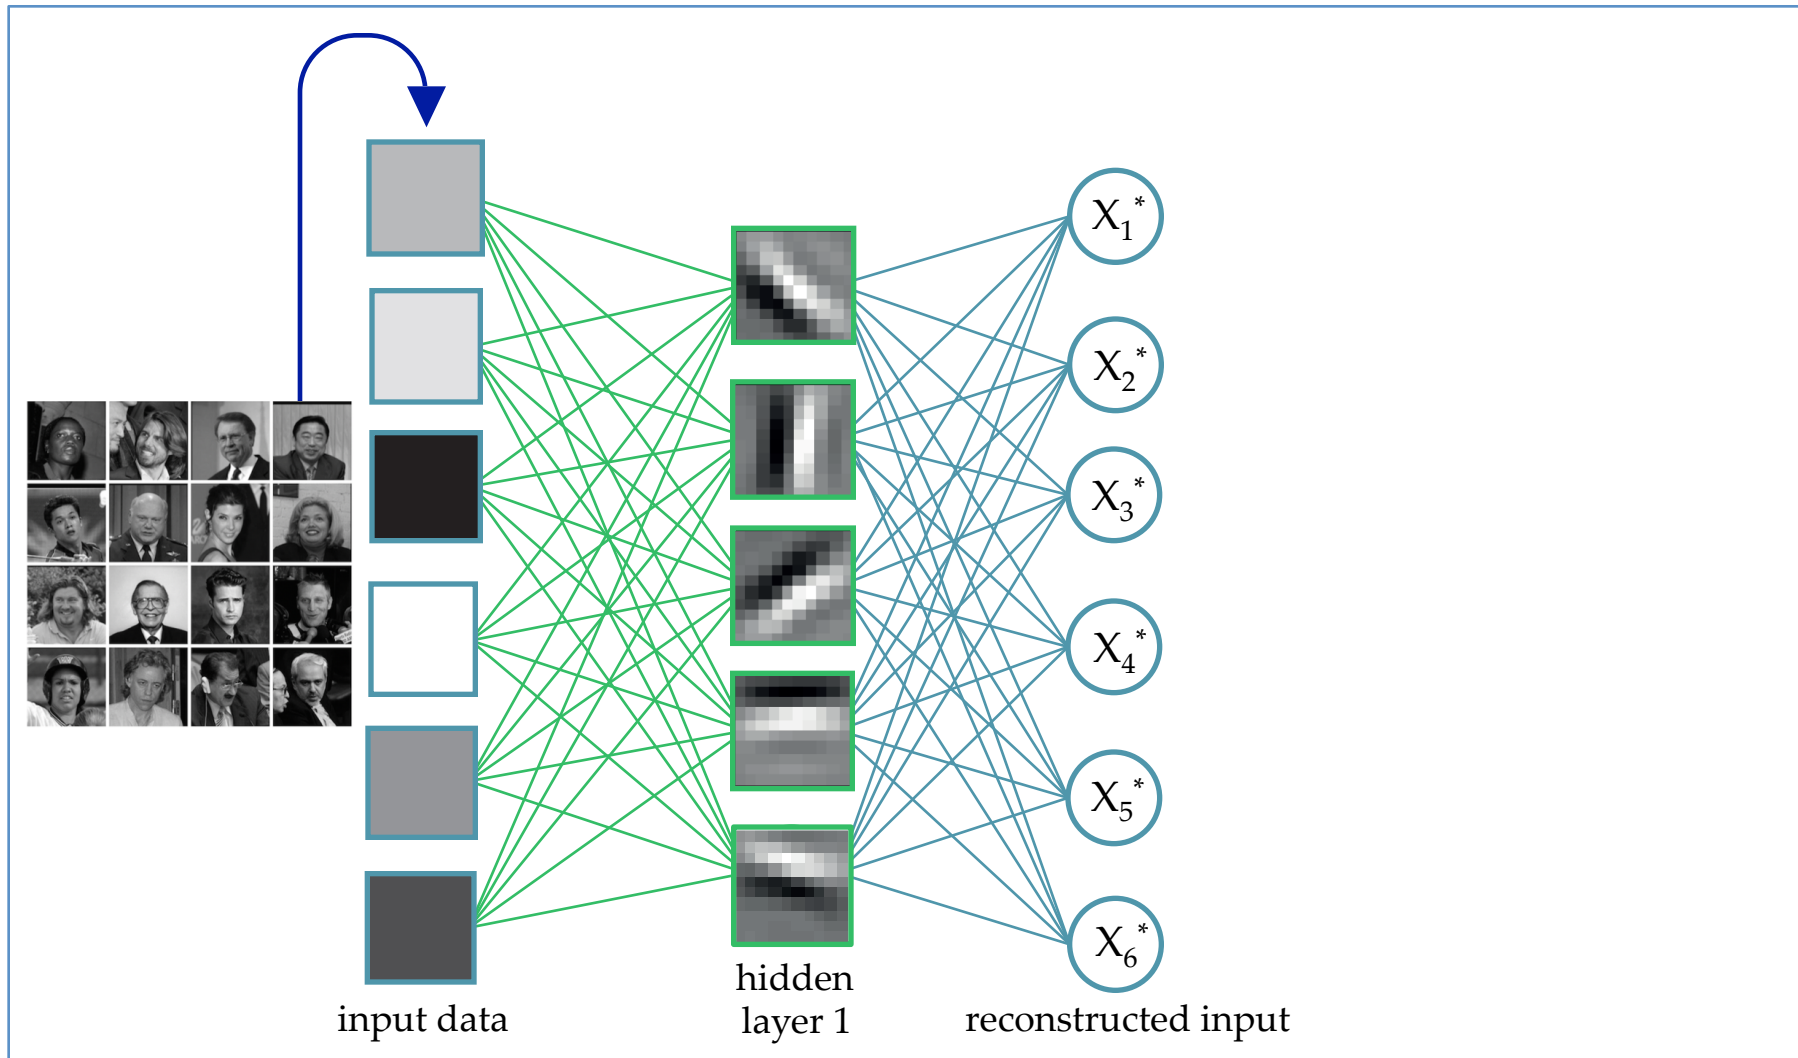 X₁*
X₂*
X₃*
X₄*
X₅*
X₆*
input data
hidden
layer 1
reconstructed input